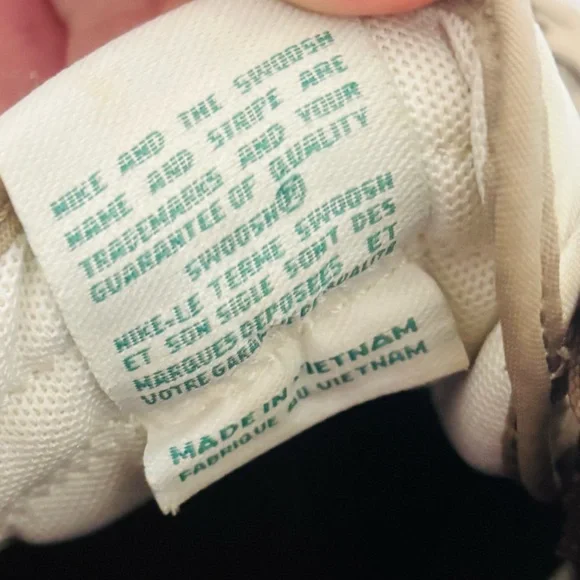 NIKE AND THE SWOOSH
NAME AND STRIPE ARE
TRADEMARKS AND YOUR
GUARANTEE OF QUALITY
SWOOSH®
NIKE-LE TERME SWOOSH
ET SON SIGLE SONT DES
MARQUES DEPOSEES ET
VOTRE GARANTIE DE QUALITE
MADE IN VIETNAM
FABRIQUE AU VIETNAM